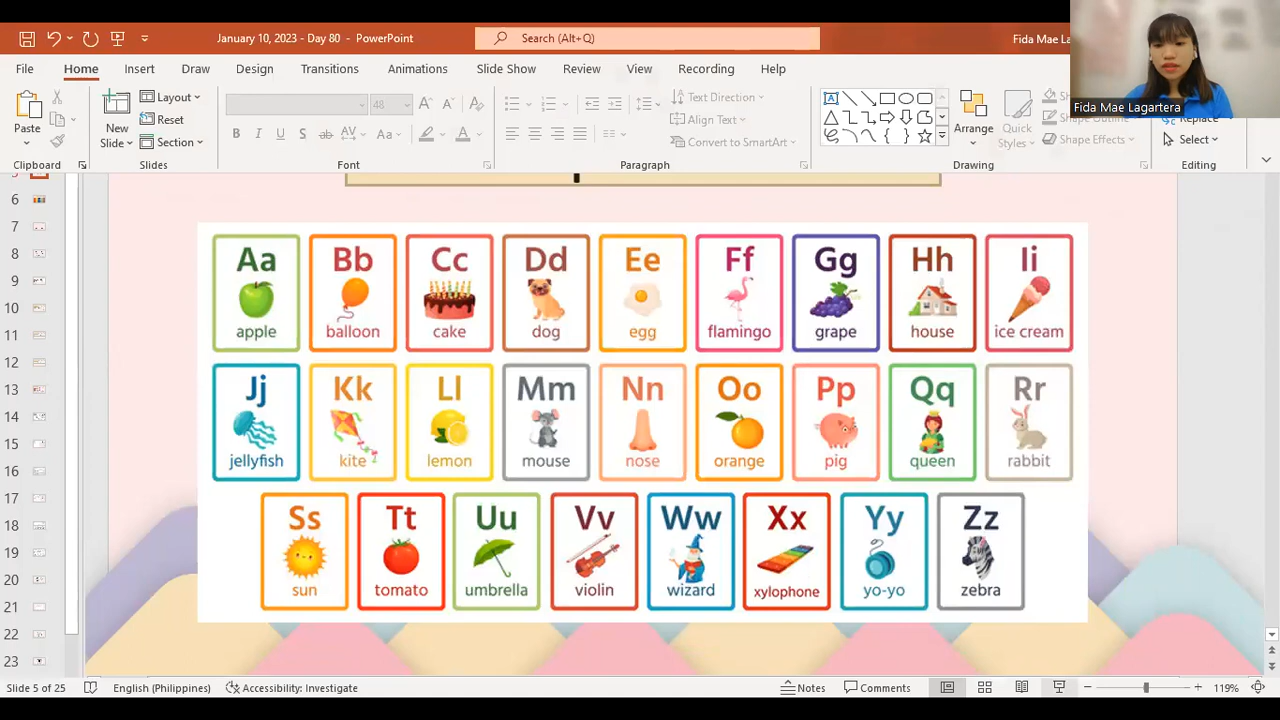 January 10, 2023 - Day 80 - PowerPoint
Search (Alt+Q)
Fida Mae La
File Home Insert Draw Design Transitions Animations Slide Show Review View Recording Help
Paste
New Slide
Layout
Reset
Section
48
Text Direction
Align Text
Convert to SmartArt
Arrange
Quick Styles
Shape Effects
Replace
Select
Clipboard Slides Font Paragraph Drawing Editing
Fida Mae Lagartera
6
7
8
9
10
11
12
13
14
15
16
17
18
19
20
21
22
23
Aa Bb Cc Dd Ee Ff Gg Hh Ii
apple balloon cake dog egg flamingo grape house ice cream
Jj Kk Ll Mm Nn Oo Pp Qq Rr
jellyfish kite lemon mouse nose orange pig queen rabbit
Ss Tt Uu Vv Ww Xx Yy Zz
sun tomato umbrella violin wizard xylophone yo-yo zebra
Slide 5 of 25 English (Philippines) Accessibility: Investigate Notes Comments 119%